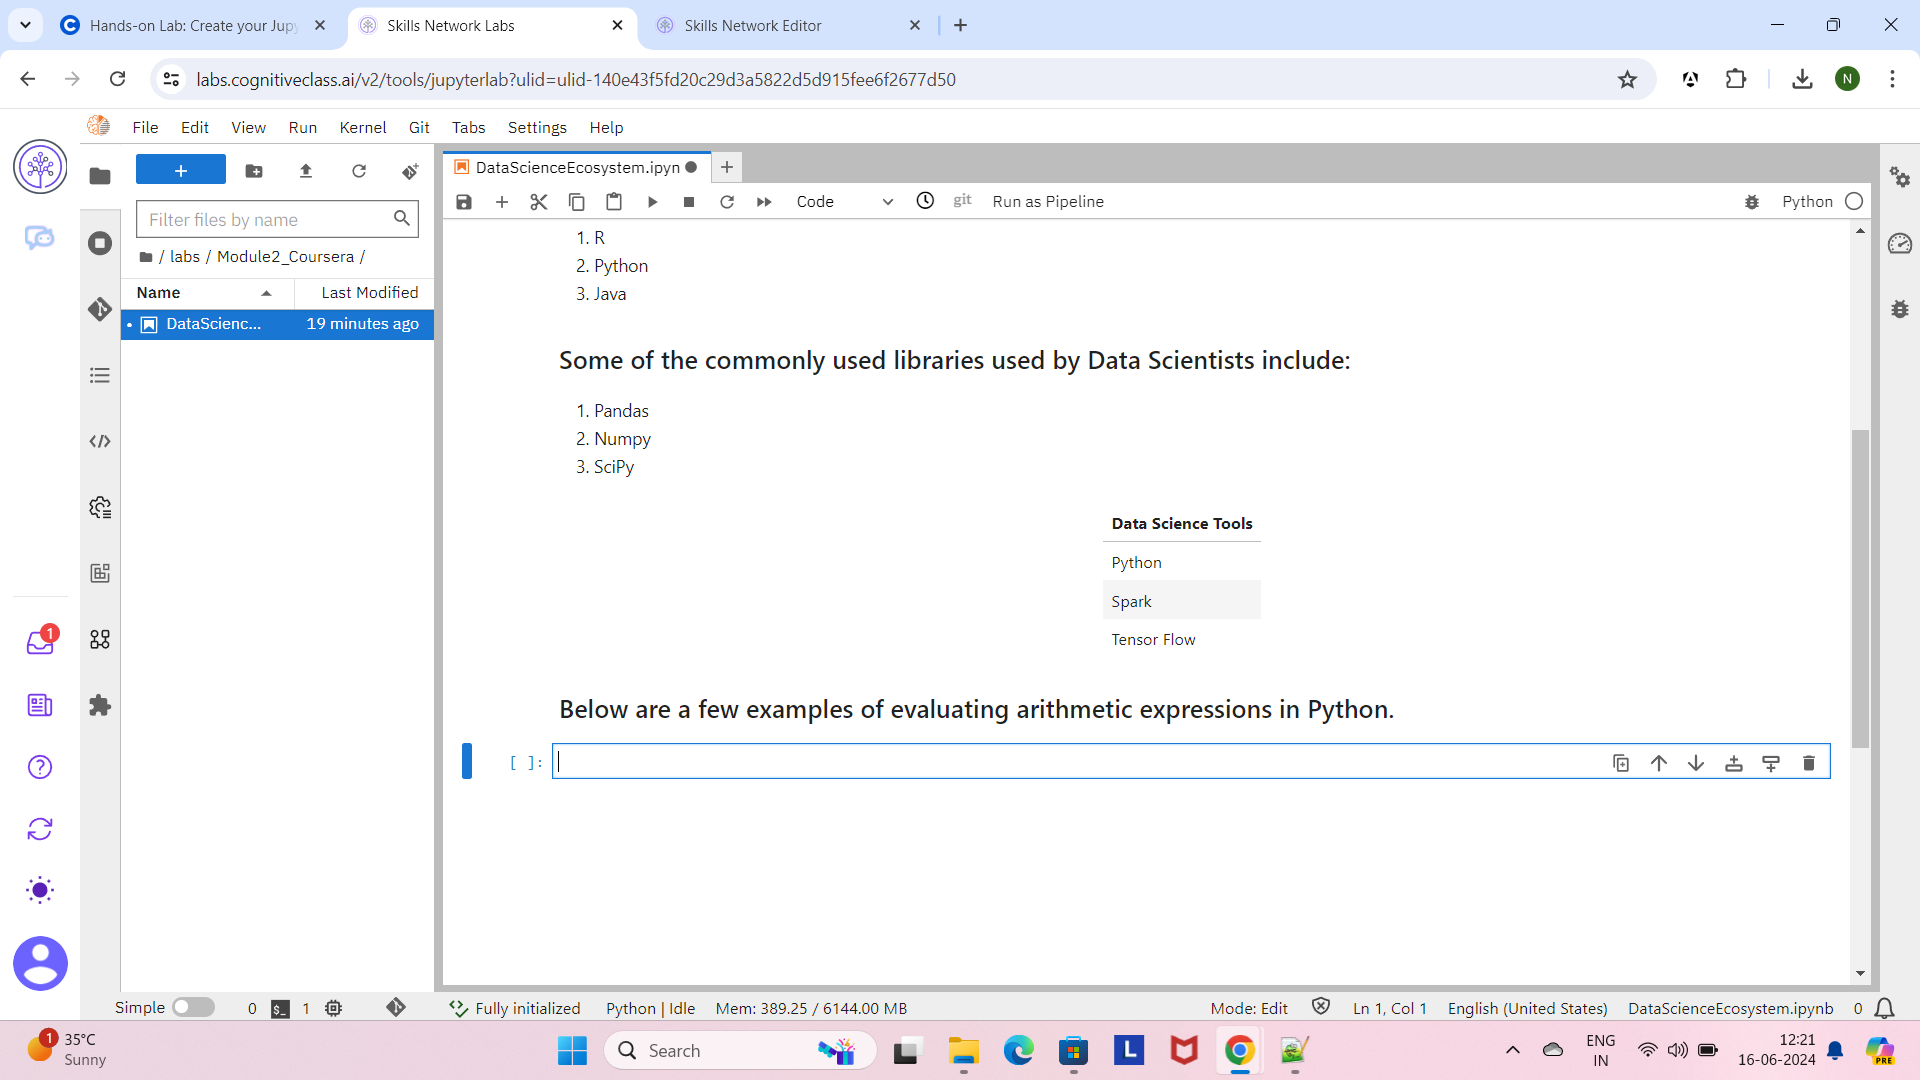 Hands-on Lab: Create your Jupy
Skills Network Labs
Skills Network Editor
labs.cognitiveclass.ai/v2/tools/jupyterlab?ulid=ulid-140e43f5fd20c29d3a5822d5d915fee6f2677d50
N
File Edit View Run Kernel Git Tabs Settings Help
DataScienceEcosystem.ipyn
Filter files by name
Code
git
Run as Pipeline
Python
/ labs / Module2_Coursera /
Name Last Modified
DataScienc... 19 minutes ago
1. R
2. Python
3. Java
Some of the commonly used libraries used by Data Scientists include:
1. Pandas
2. Numpy
3. SciPy
Data Science Tools
Python
Spark
Tensor Flow
Below are a few examples of evaluating arithmetic expressions in Python.
[ ]:
1
Simple 0 $_ 1 Fully initialized Python | Idle Mem: 389.25 / 6144.00 MB Mode: Edit Ln 1, Col 1 English (United States) DataScienceEcosystem.ipynb 0
1
35°C
Sunny
Search
L
ENG
IN
12:21
16-06-2024
PRE